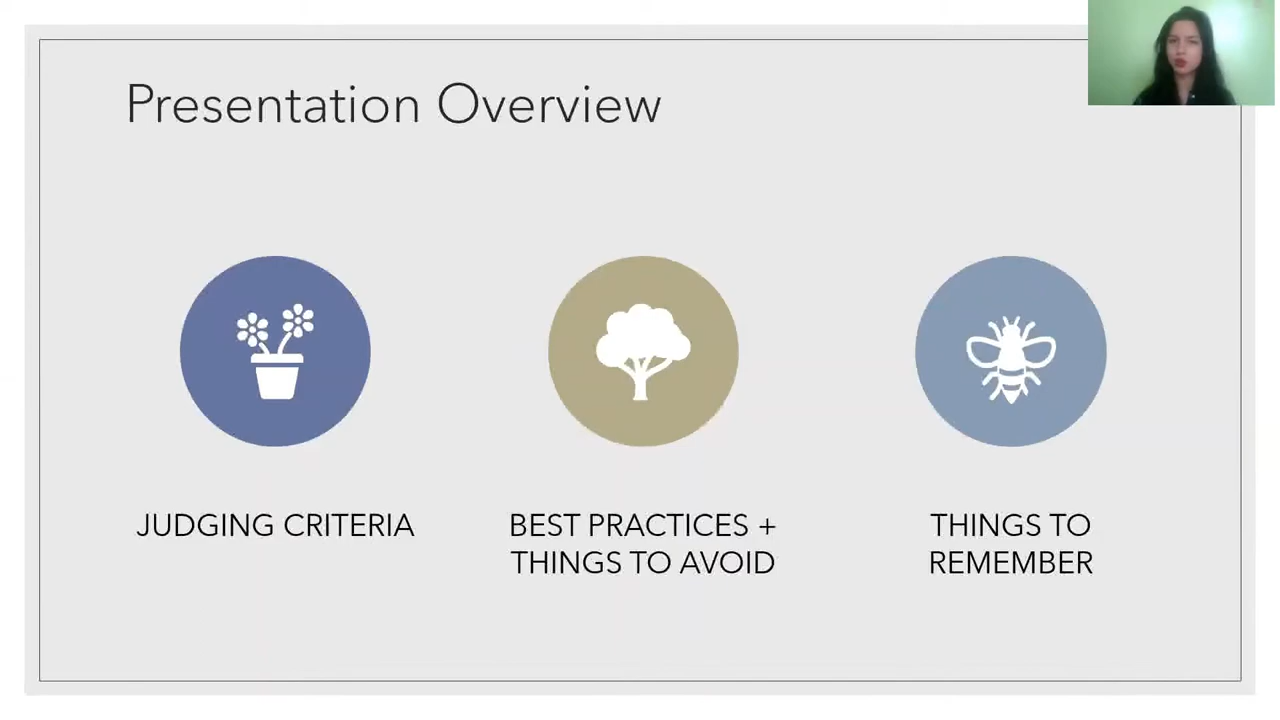 Presentation Overview
JUDGING CRITERIA
BEST PRACTICES +
THINGS TO AVOID
THINGS TO
REMEMBER